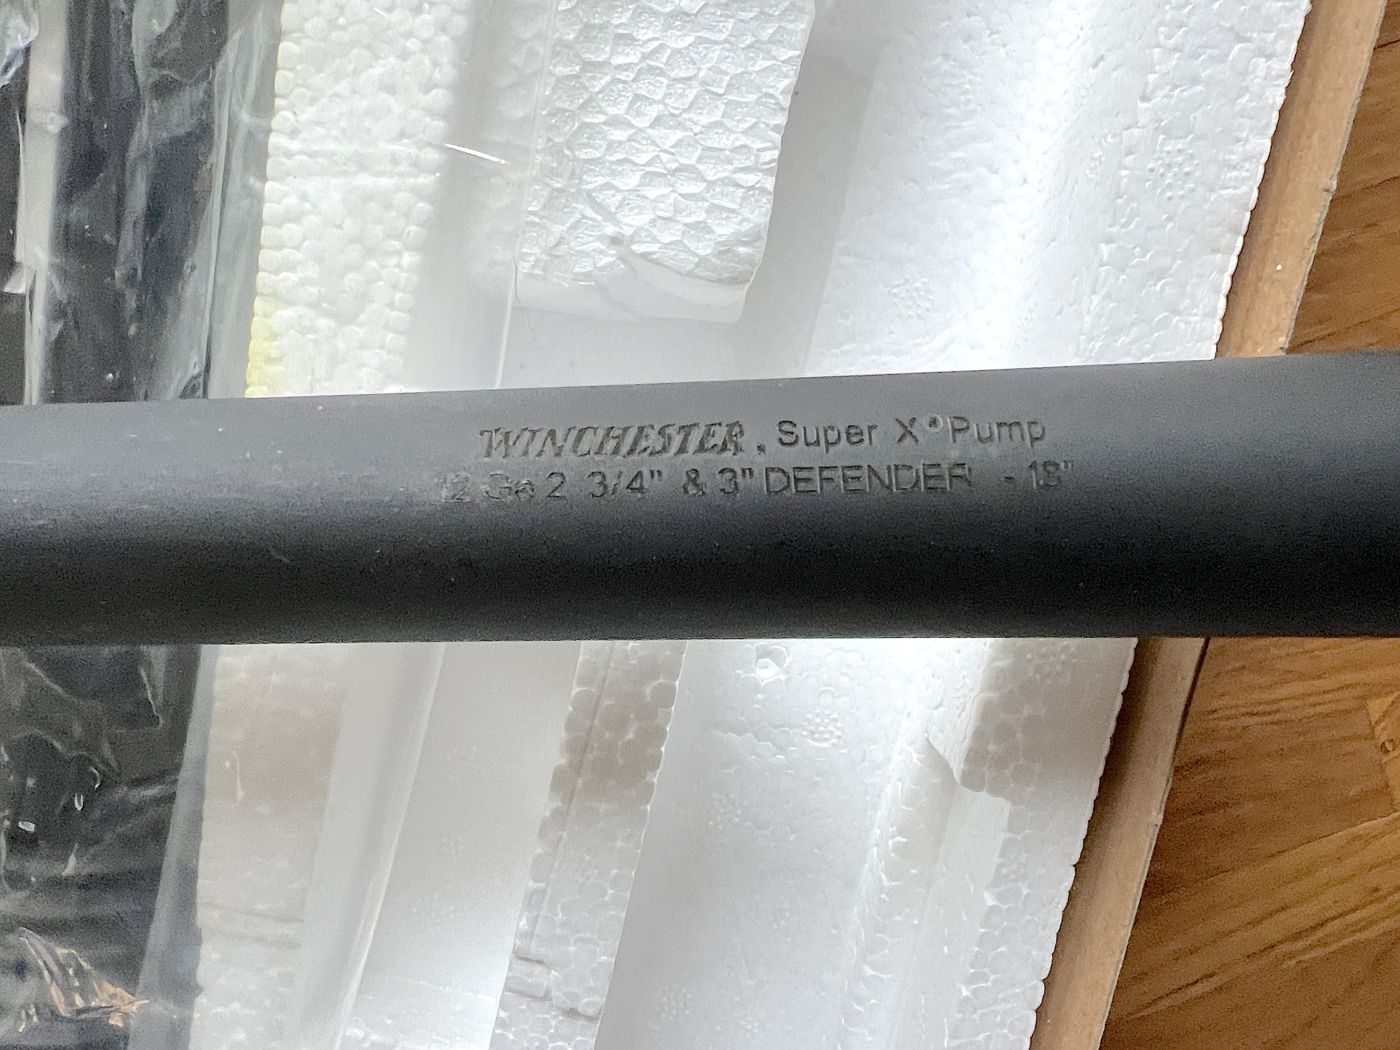 WINCHESTER. Super X® Pump
12 Ga 2 3/4" & 3" DEFENDER - 18"